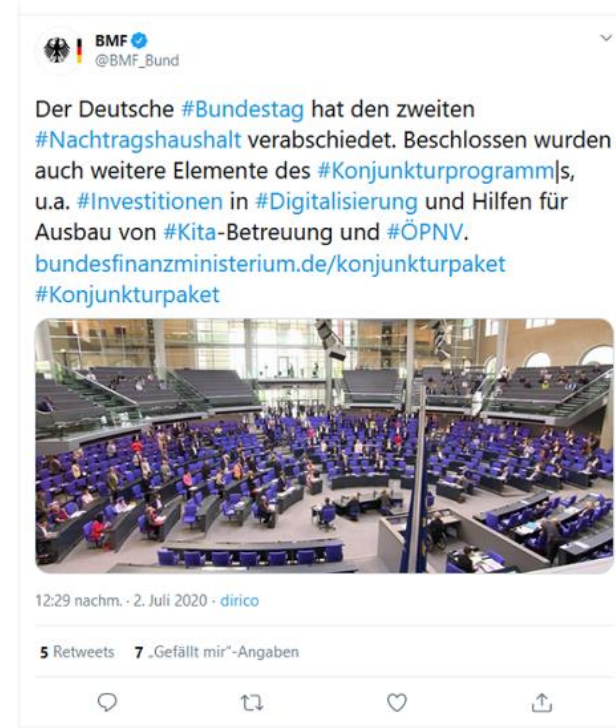 BMF
@BMF_Bund
Der Deutsche #Bundestag hat den zweiten
#Nachtragshaushalt verabschiedet. Beschlossen wurden
auch weitere Elemente des #Konjunkturprogramm|s,
u.a. #Investitionen in #Digitalisierung und Hilfen für
Ausbau von #Kita-Betreuung und #ÖPNV.
bundesfinanzministerium.de/konjunkturpaket
#Konjunkturpaket
12:29 nachm. · 2. Juli 2020 · dirico
5 Retweets 7 „Gefällt mir“-Angaben